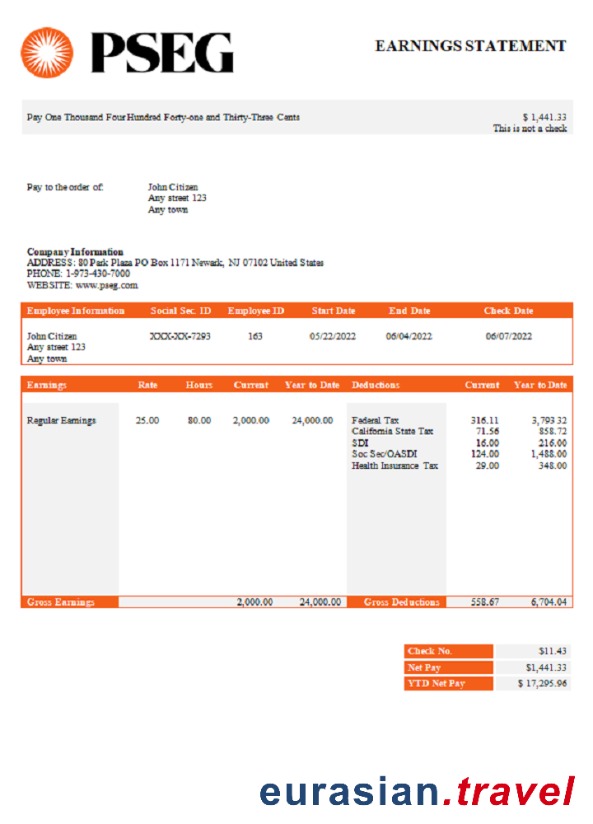 PSEG
EARNINGS STATEMENT
Pay One Thousand Four Hundred Forty-one and Thirty-Three Cents $ 1,441.33
This is not a check
Pay to the order of: John Citizen
Any street 123
Any town
Company Information
ADDRESS: 80 Park Plaza PO Box 1171 Newark, NJ 07102 United States
PHONE: 1-973-430-7000
WEBSITE: www.pseg.com
Employee Information Social Sec. ID Employee ID Start Date End Date Check Date
John Citizen XXX-XX-7293 163 05/22/2022 06/04/2022 06/07/2022
Any street 123
Any town
Earnings Rate Hours Current Year to Date Deductions Current Year to Date
Regular Earnings 25.00 80.00 2,000.00 24,000.00 Federal Tax 316.11 3,793.32
California State Tax 71.56 858.72
SDI 16.00 216.00
Soc Sec/OASDI 124.00 1,488.00
Health Insurance Tax 29.00 348.00
Gross Earnings 2,000.00 24,000.00 Gross Deductions 558.67 6,704.04
Check No. $11.43
Net Pay $1,441.33
YTD Net Pay $ 17,295.96
eurasian.travel